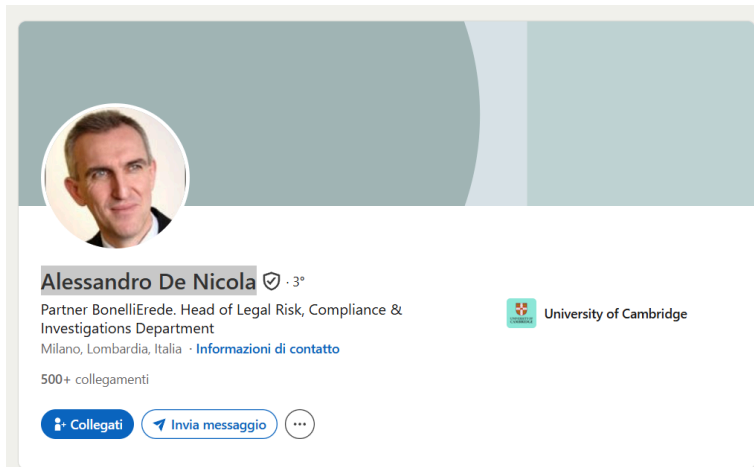 Alessandro De Nicola · 3°
Partner BonelliErede. Head of Legal Risk, Compliance &
Investigations Department
Milano, Lombardia, Italia · Informazioni di contatto
500+ collegamenti
Collegati
Invia messaggio
University of Cambridge